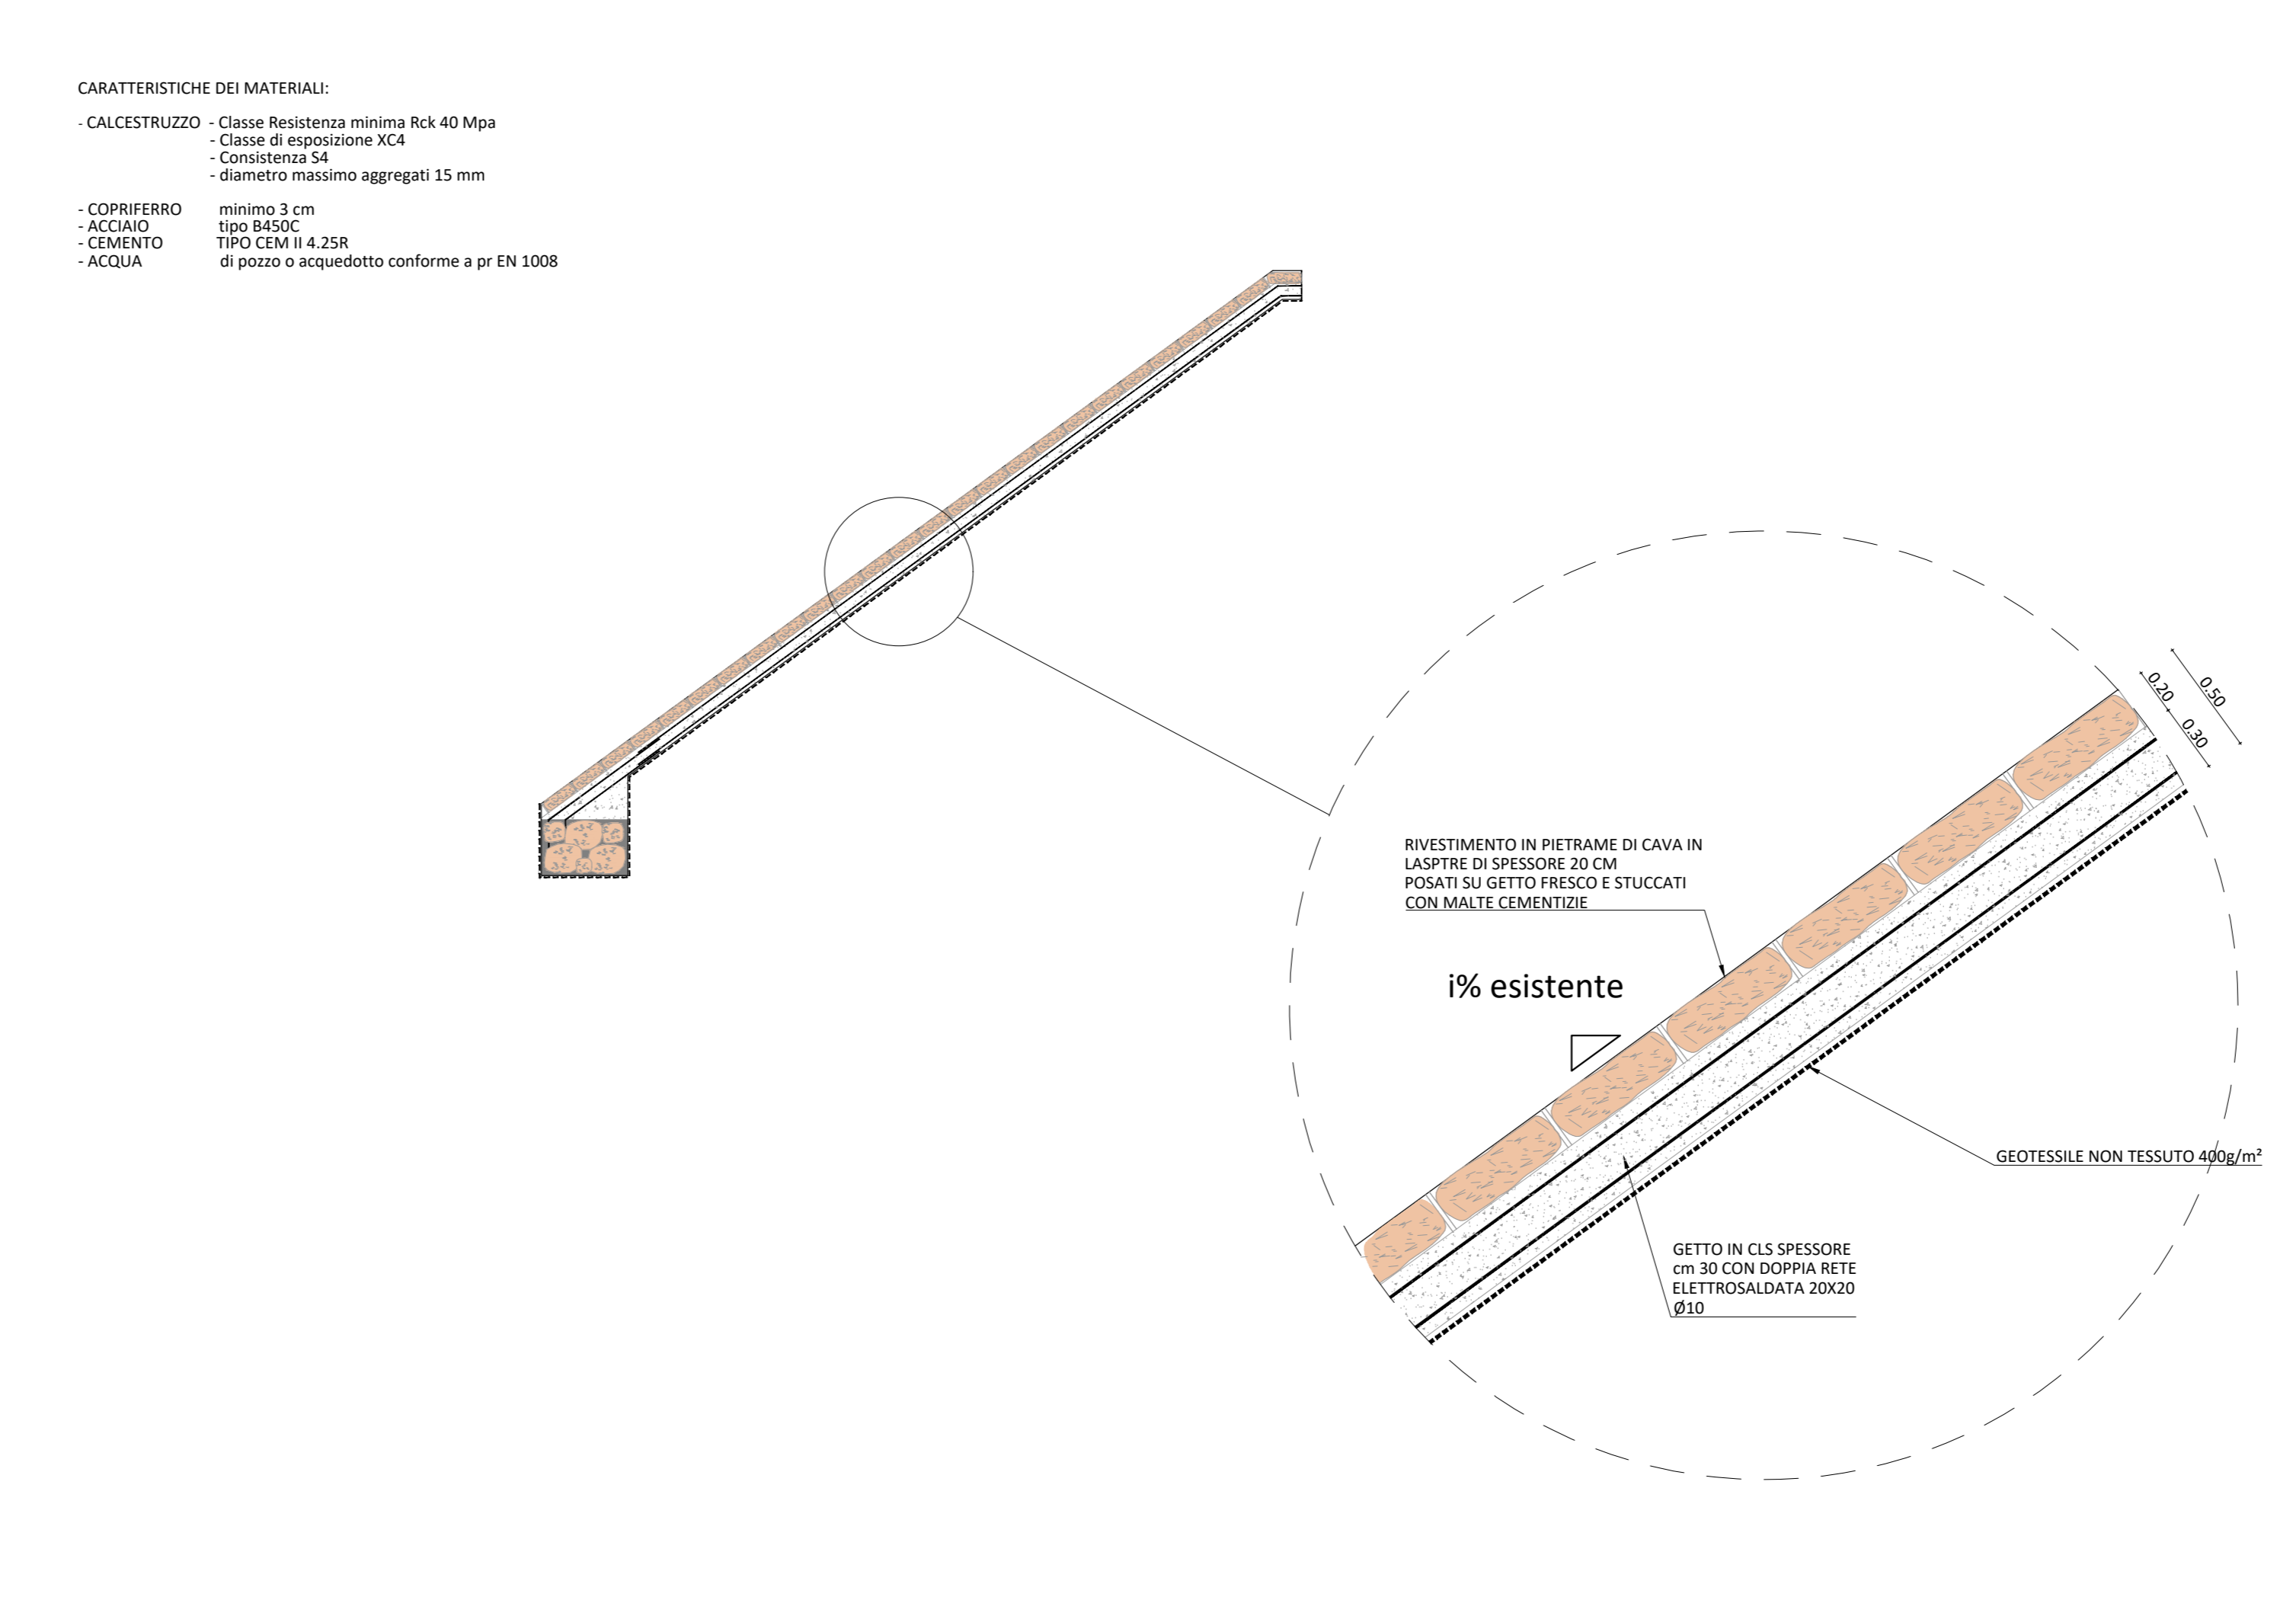 CARATTERISTICHE DEI MATERIALI:
- CALCESTRUZZO - Classe Resistenza minima Rck 40 Mpa
- Classe di esposizione XC4
- Consistenza S4
- diametro massimo aggregati 15 mm
- COPRIFERRO minimo 3 cm
- ACCIAIO tipo B450C
- CEMENTO TIPO CEM II 4.25R
- ACQUA di pozzo o acquedotto conforme a pr EN 1008
0.20
0.50
0.30
RIVESTIMENTO IN PIETRAME DI CAVA IN
LASPTRE DI SPESSORE 20 CM
POSATI SU GETTO FRESCO E STUCCATI
CON MALTE CEMENTIZIE
i% esistente
GEOTESSILE NON TESSUTO 400g/m²
GETTO IN CLS SPESSORE
cm 30 CON DOPPIA RETE
ELETTROSALDATA 20X20
Ø10